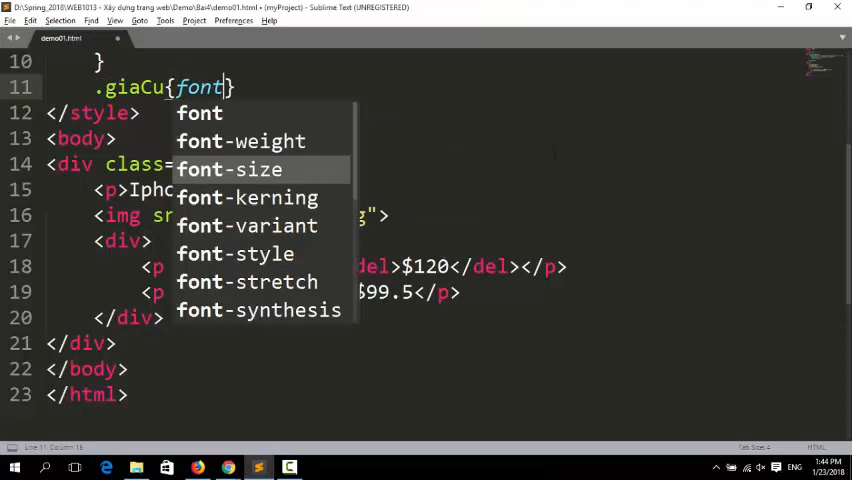 D:\Spring_2018\WEB1013 - Xây dựng trang web\Demo\Bai4\demo01.html • (myProject) - Sublime Text (UNREGISTERED)
File Edit Selection Find View Goto Tools Project Preferences Help
demo01.html
10 }
11 .giaCu{font}
font
12 </style>
font-weight
13 <body>
14 <div class=
font-size
15 <p>Ipho
font-kerning
16 <img sr g">
font-variant
17 <div>
font-style
18 <p del>$120</del></p>
font-stretch
19 <p $99.5</p>
font-synthesis
20 </div>
21 </div>
22 </body>
23 </html>
Line 11, Column 16 Tab Size: 4 HTML
ENG 1:44 PM
1/23/2018